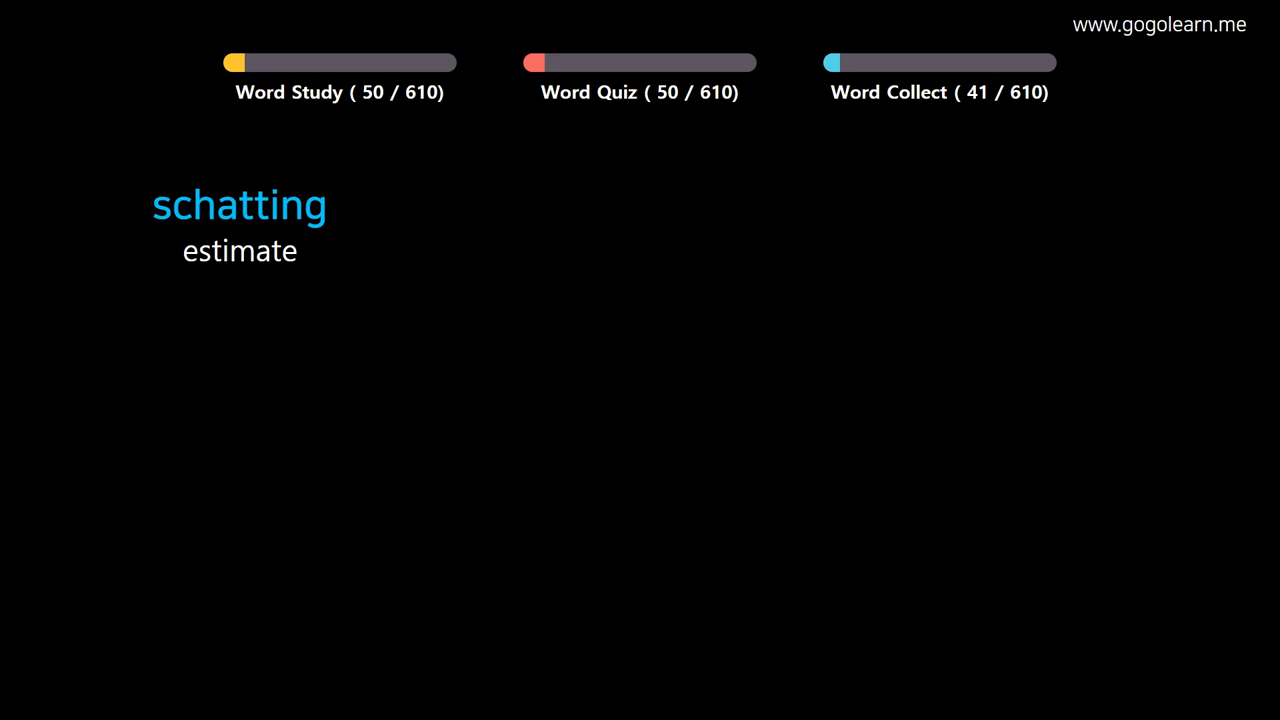 www.gogolearn.me
Word Study ( 50 / 610)
Word Quiz ( 50 / 610)
Word Collect ( 41 / 610)
schatting
estimate